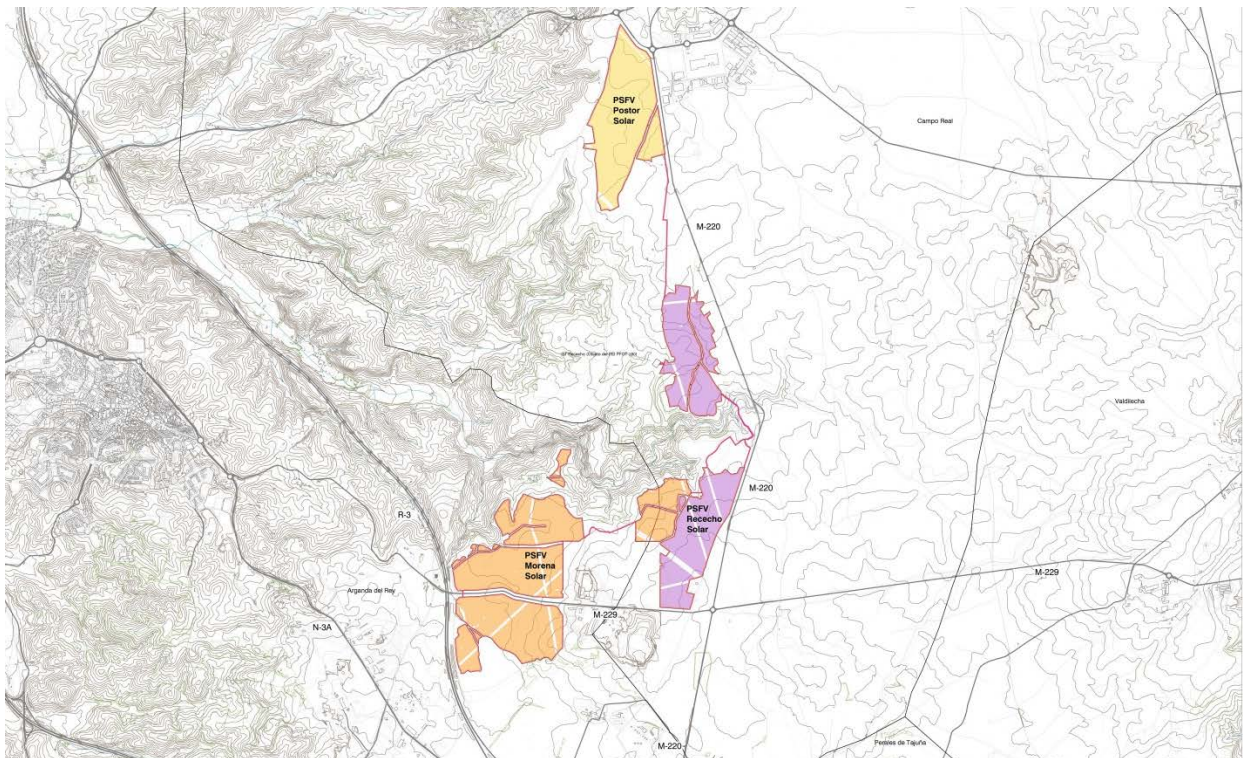 PSFV
Postor
Solar
Campo Real
M-220
Valdilecha
M-220
PSFV
Rececho
Solar
R-3
PSFV
Morena
Solar
M-229
Arganda del Rey
M-229
N-3A
M-220
Perales de Tajuña